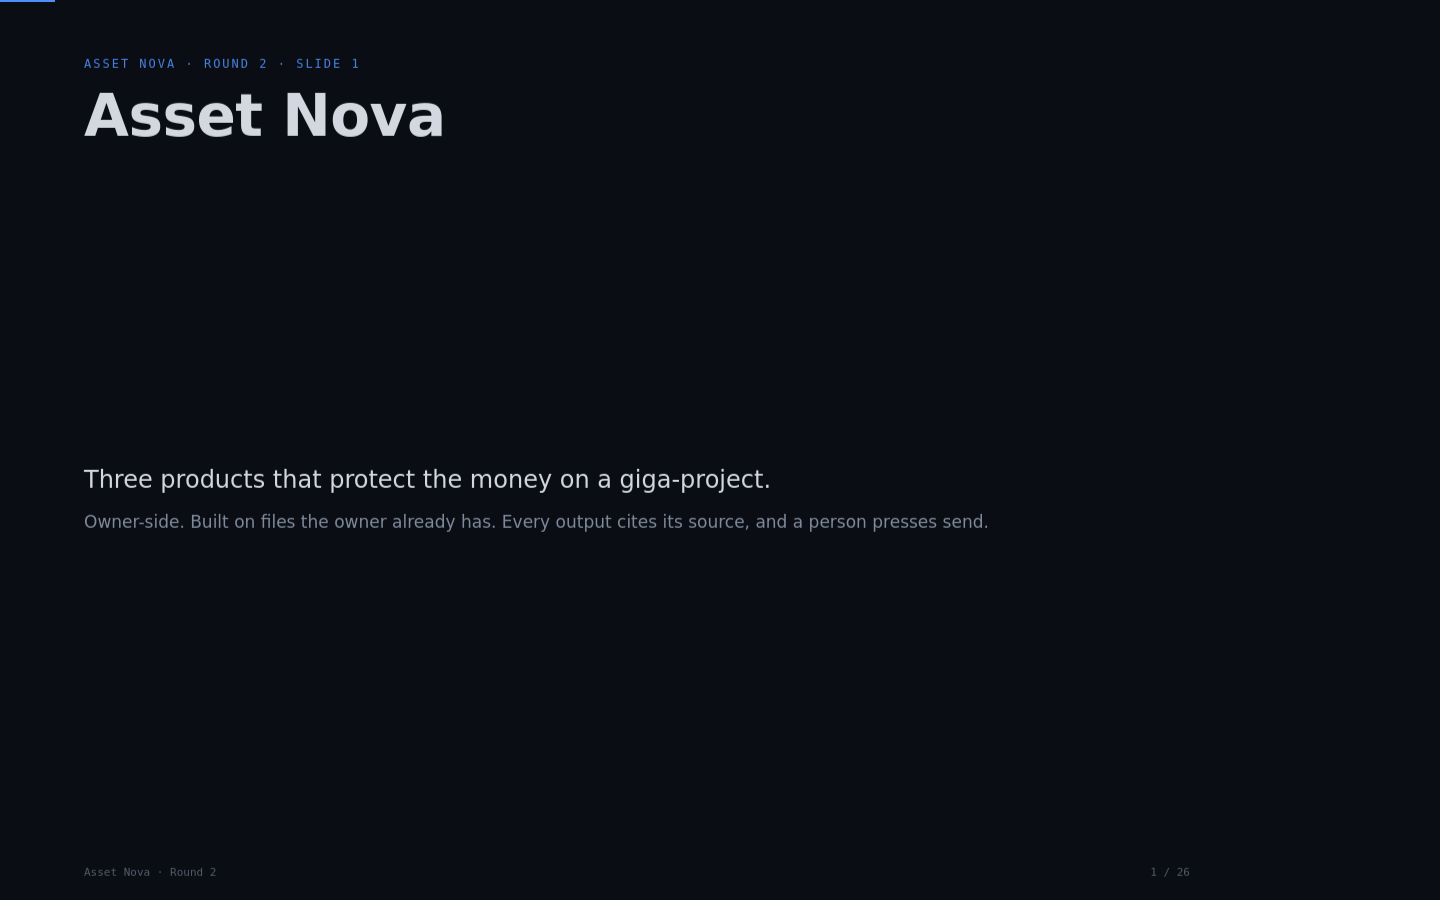 ASSET NOVA · ROUND 2 · SLIDE 1
Asset Nova
Three products that protect the money on a giga-project.
Owner-side. Built on files the owner already has. Every output cites its source, and a person presses send.
Asset Nova · Round 2
1 / 26